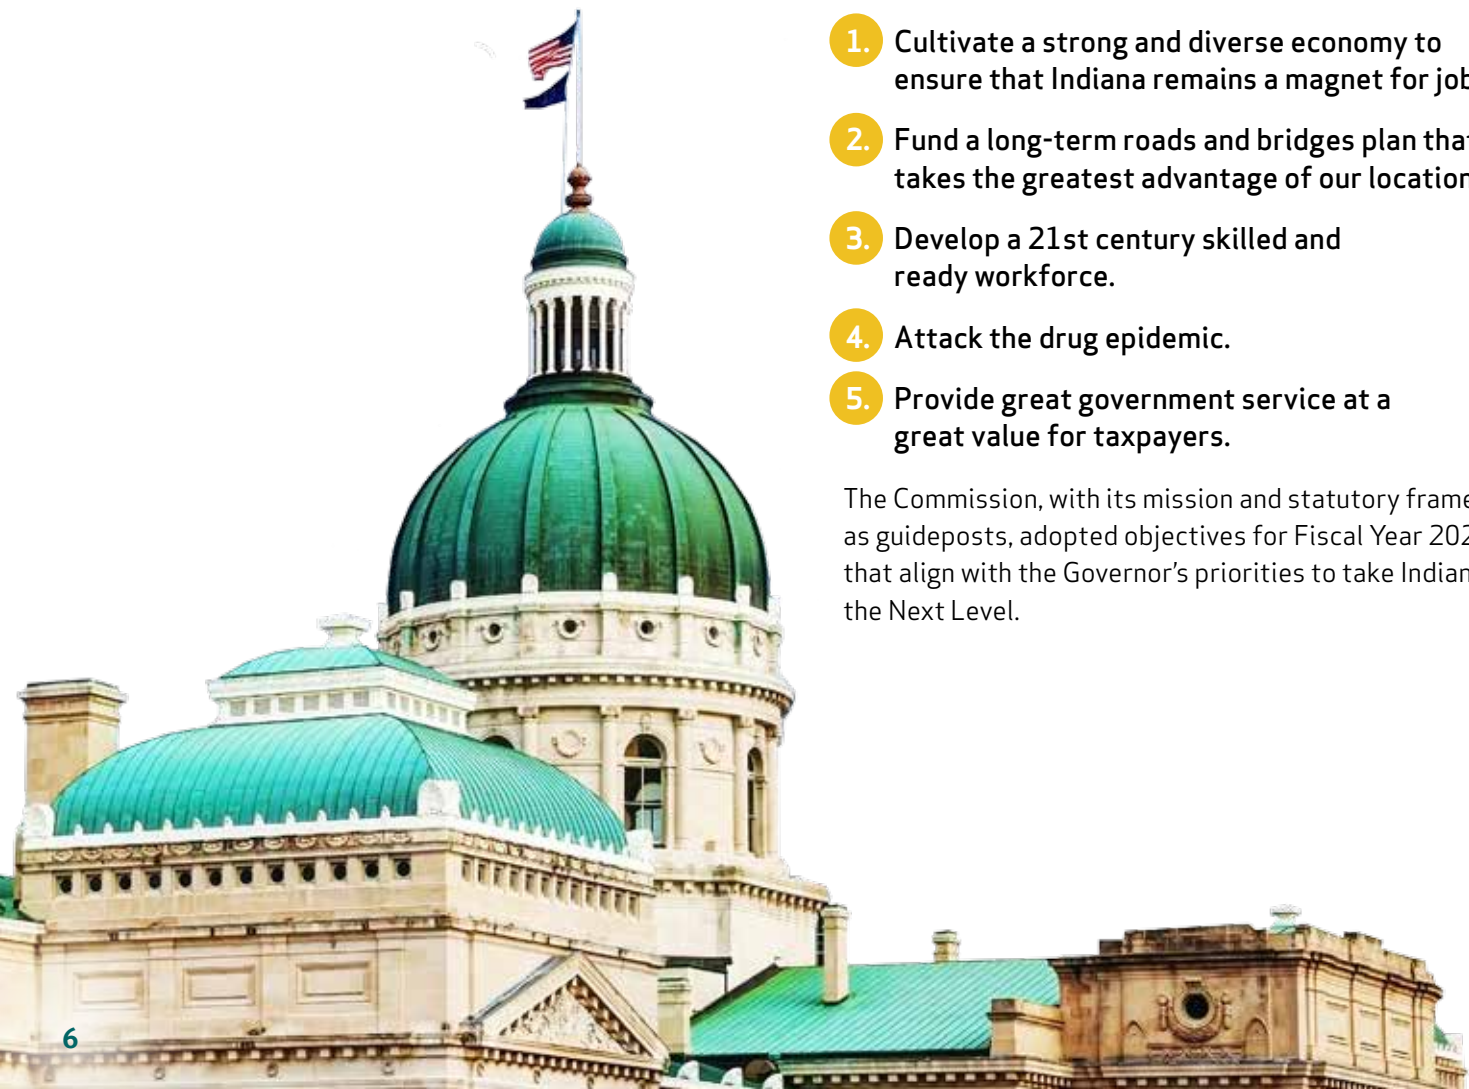 1. Cultivate a strong and diverse economy to
ensure that Indiana remains a magnet for
2. Fund a long-term roads and bridges plan
takes the greatest advantage of our location
3. Develop a 21st century skilled and
ready workforce.
4. Attack the drug epidemic.
5. Provide great government service at a
great value for taxpayers.
The Commission, with its mission and statutory
as guideposts, adopted objectives for Fiscal Year
that align with the Governor’s priorities to take
the Next Level.
6